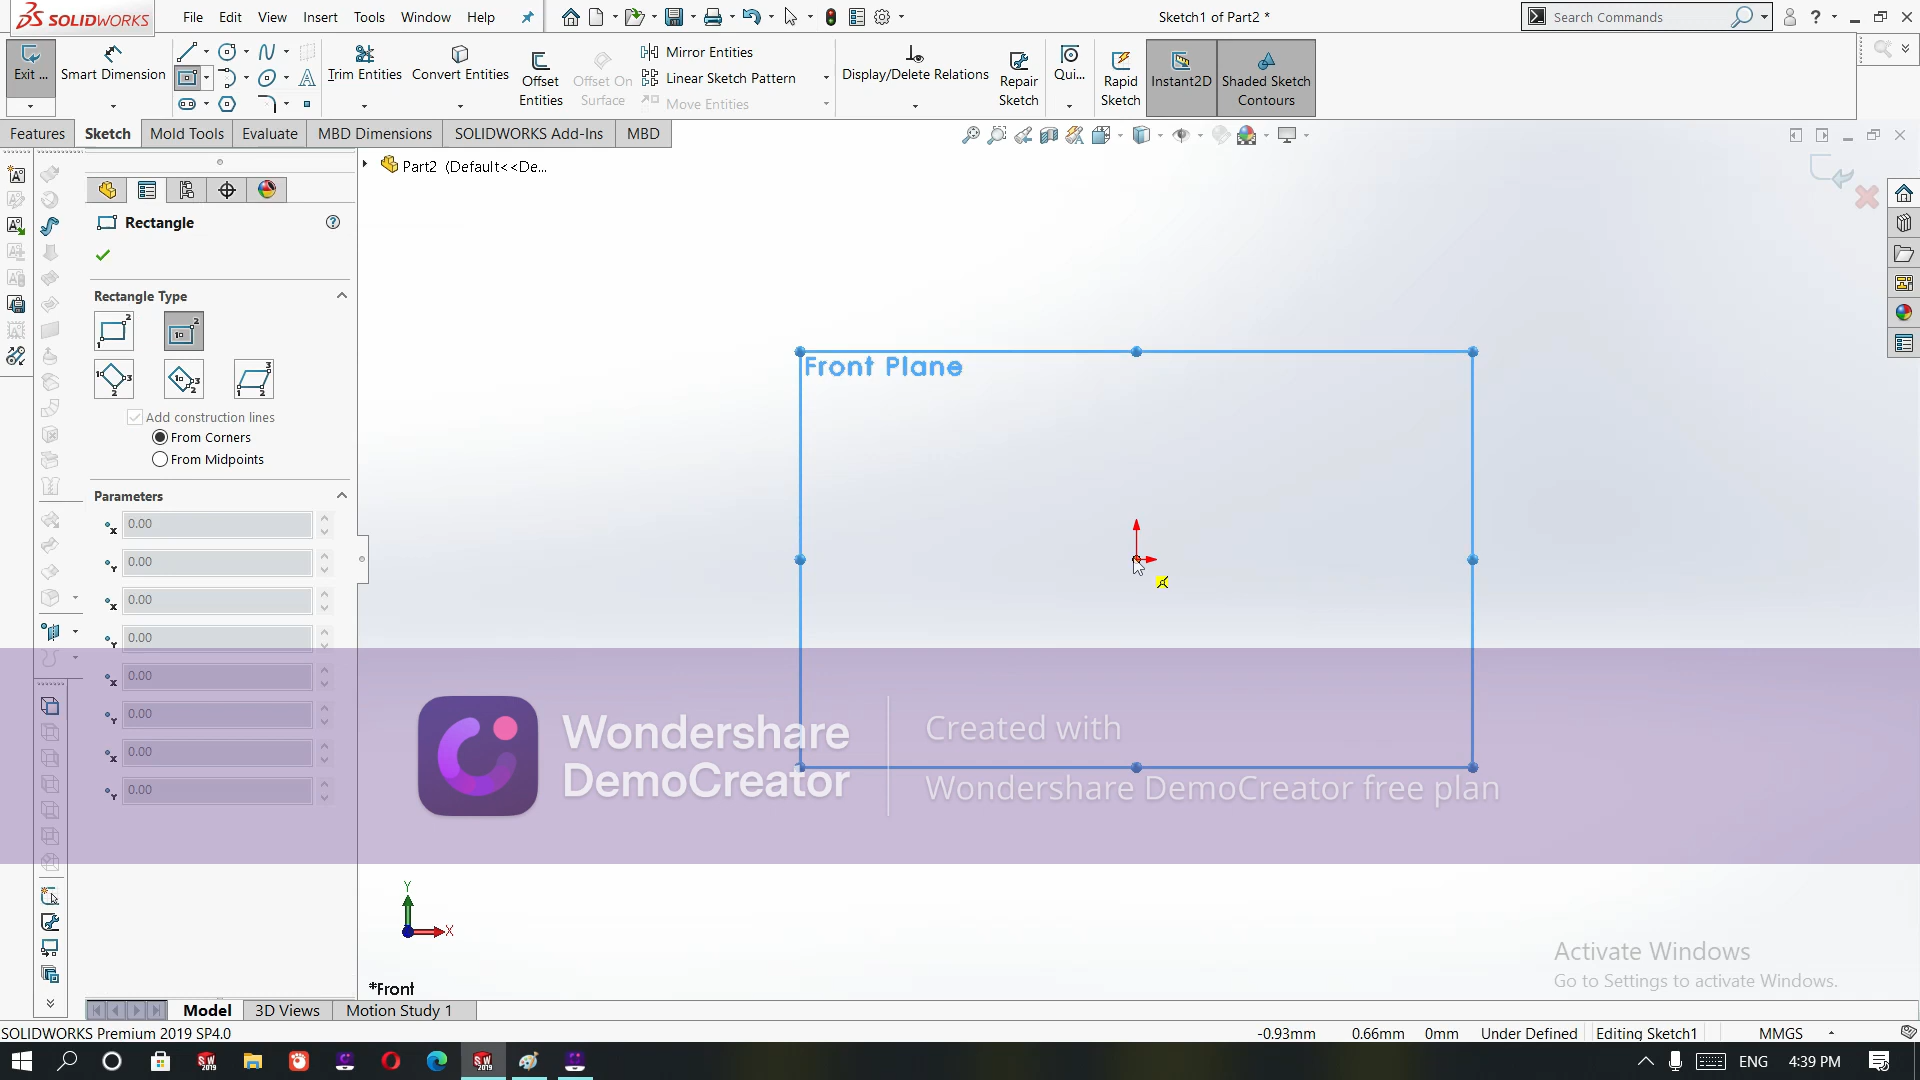 SOLIDWORKS
File Edit View Insert Tools Window Help
Sketch1 of Part2 *
Search Commands
Exit ...
Smart Dimension
Trim Entities
Convert Entities
Offset Entities
Offset On Surface
Mirror Entities
Linear Sketch Pattern
Move Entities
Display/Delete Relations
Repair Sketch
Qui...
Rapid Sketch
Instant2D
Shaded Sketch Contours
Features Sketch Mold Tools Evaluate MBD Dimensions SOLIDWORKS Add-Ins MBD
Part2 (Default<<De...
Rectangle
Rectangle Type
Add construction lines
From Corners
From Midpoints
Parameters
0.00
0.00
0.00
0.00
0.00
0.00
0.00
0.00
Front Plane
Wondershare
DemoCreator
Created with
Wondershare DemoCreator free plan
Y
X
*Front
Activate Windows
Go to Settings to activate Windows.
Model 3D Views Motion Study 1
SOLIDWORKS Premium 2019 SP4.0
-0.93mm 0.66mm 0mm Under Defined Editing Sketch1 MMGS
ENG 4:39 PM